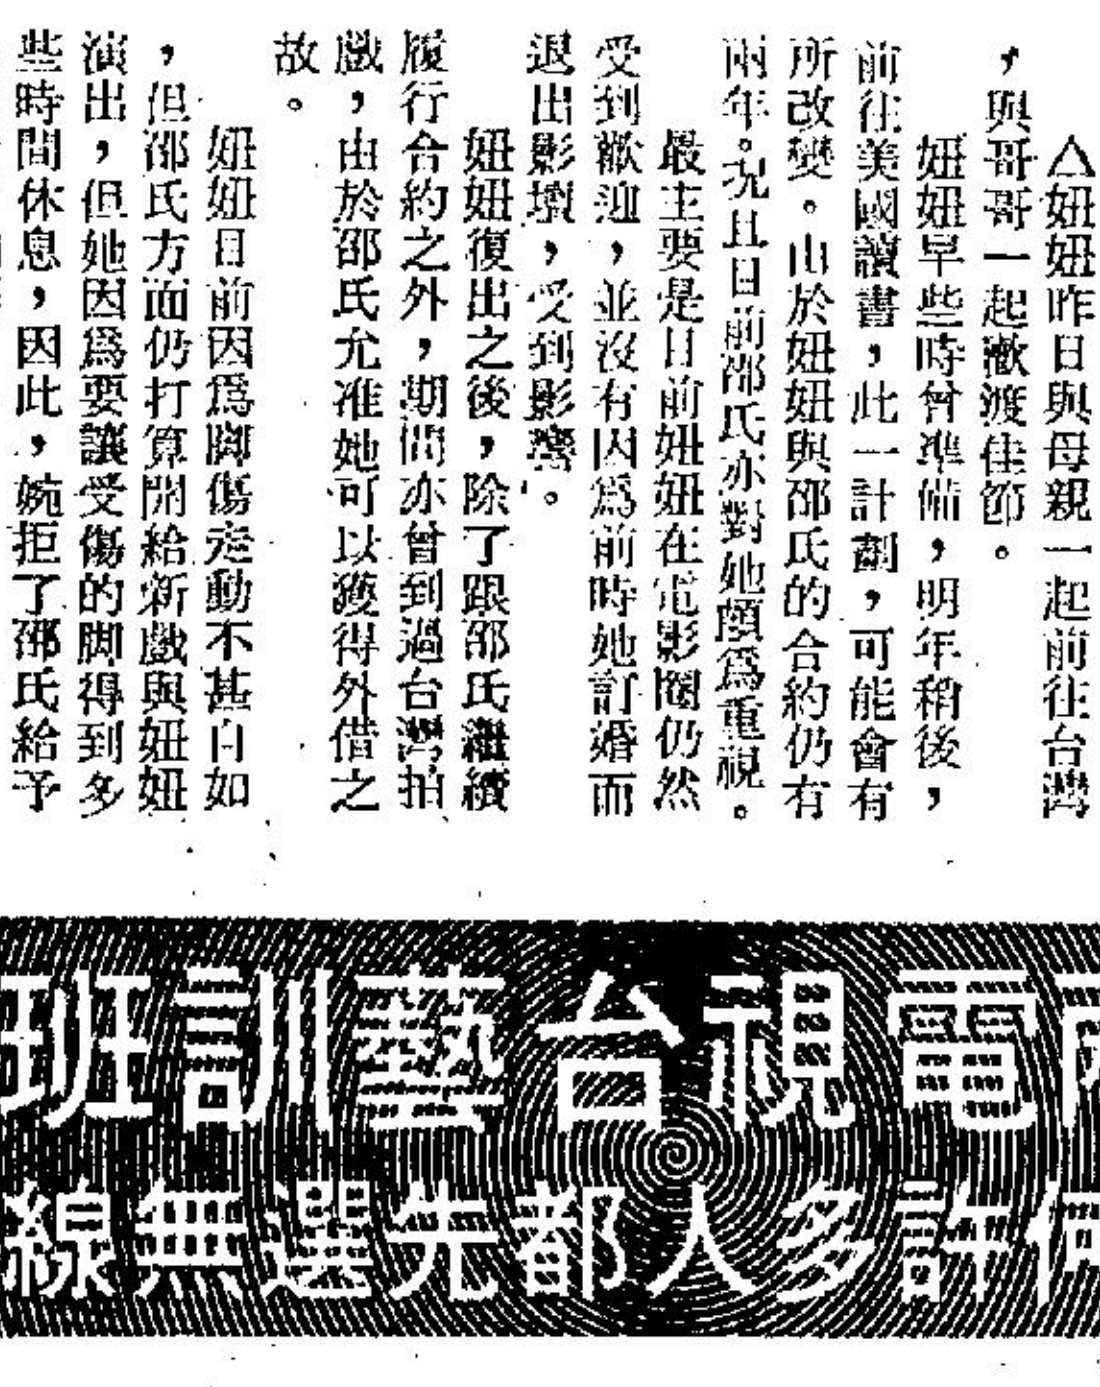 △妞妞昨日與母親一起前往台灣
，與哥哥一起歡渡佳節。
妞妞早些時曾準備，明年稍後，
前往美國讀書，此一計劃，可能會有
所改變。由於妞妞與邵氏的合約仍有
兩年。況且目前邵氏亦對她頗爲重視。
最主要是目前妞妞在電影圈仍然
受到歡迎，並沒有因爲前時她訂婚而
退出影壇，受到影響。
妞妞復出之後，除了跟邵氏繼續
履行合約之外，期間亦曾到過台灣拍
戲，由於邵氏允准她可以獲得外借之
故。
妞妞目前因爲脚傷走動不甚自如
，但邵氏方面仍打算開給新戲與妞妞
演出，但她因爲要讓受傷的脚得到多
些時間休息，因此，婉拒了邵氏給予
電視台藝訓班
許多人都先選無線